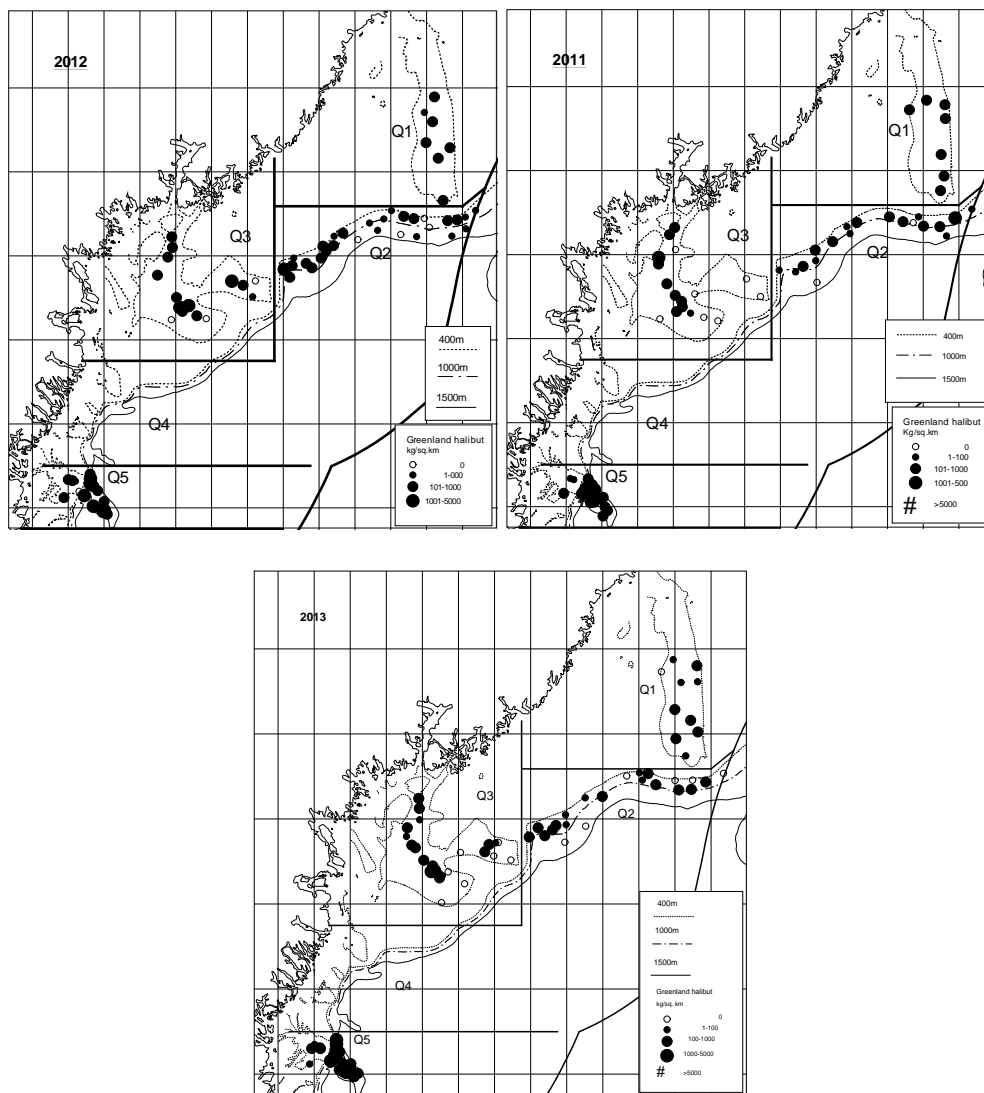 2012
Q1
Q3
Q2
Q4
Q5
400m
1000m
1500m
Greenland halibut
kg/sq.km
0
1-000
101-1000
1001-5000
2011
Q1
Q3
Q2
Q4
Q5
400m
1000m
1500m
Greenland halibut
Kg/sq.km
0
1-100
101-1000
1001-500
# >5000
2013
Q1
Q3
Q2
Q4
Q5
400m
1000m
1500m
Greenland halibut
kg/sq. km
0
1-100
100-1000
1000-5000
# >5000